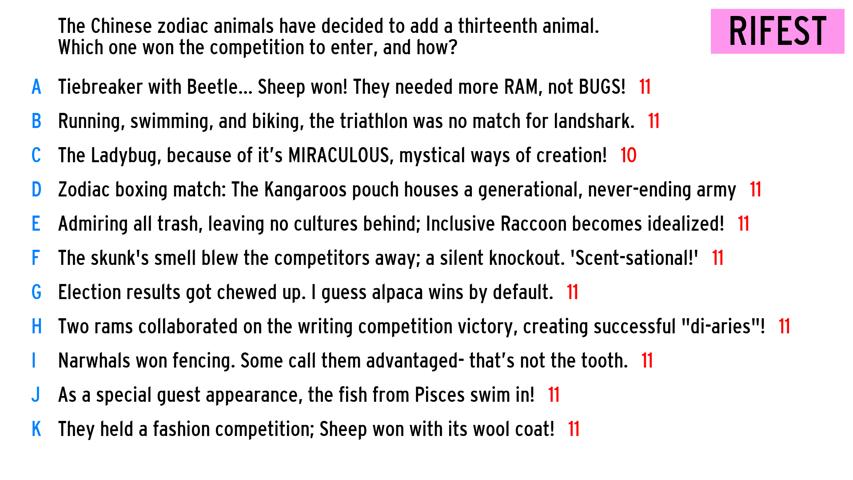 The Chinese zodiac animals have decided to add a thirteenth animal.
Which one won the competition to enter, and how?
RIFEST
A Tiebreaker with Beetle... Sheep won! They needed more RAM, not BUGS! 11
B Running, swimming, and biking, the triathlon was no match for landshark. 11
C The Ladybug, because of it's MIRACULOUS, mystical ways of creation! 10
D Zodiac boxing match: The Kangaroos pouch houses a generational, never-ending army 11
E Admiring all trash, leaving no cultures behind; Inclusive Raccoon becomes idealized! 11
F The skunk's smell blew the competitors away; a silent knockout. 'Scent-sational!' 11
G Election results got chewed up. I guess alpaca wins by default. 11
H Two rams collaborated on the writing competition victory, creating successful "di-aries"! 11
I Narwhals won fencing. Some call them advantaged- that's not the tooth. 11
J As a special guest appearance, the fish from Pisces swim in! 11
K They held a fashion competition; Sheep won with its wool coat! 11